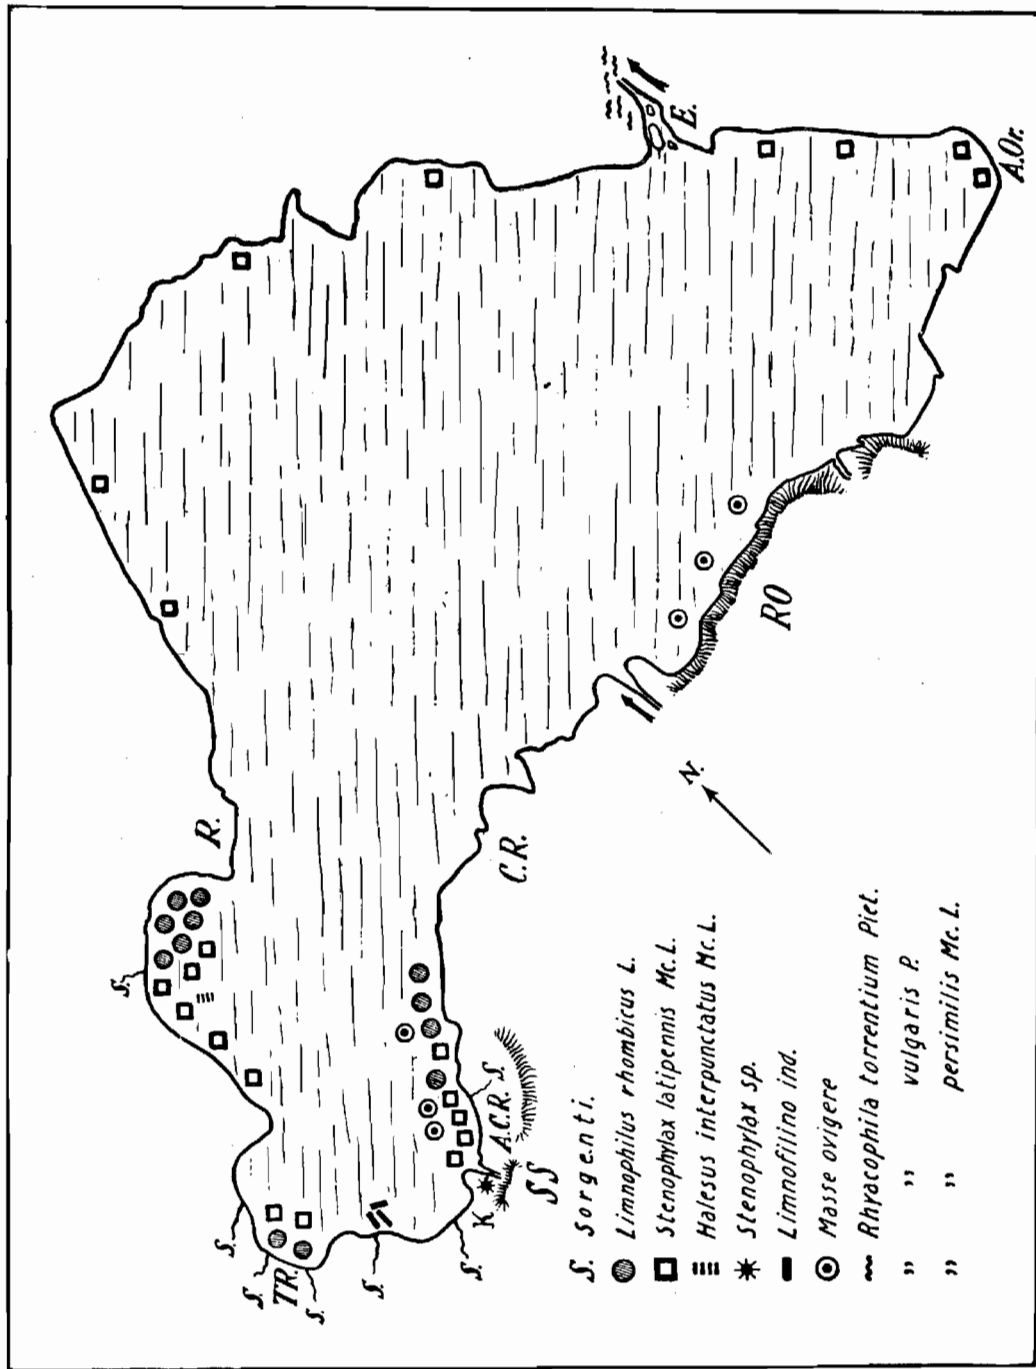 E.
A.Or.
R.
RO
N.
C.R.
S.
S.
S.
S.
S.
S.
TR.
A.C.R.
S.
K
SS
S. Sorgenti.
Limnophilus rhombicus L.
Stenophylax latipennis Mc.L.
Halesus interpunctatus Mc.L.
Stenophylax sp.
Limnofilino ind.
Masse ovigere
Rhyacophila torrentium Pict.
,, ,, vulgaris P.
,, ,, persimilis Mc.L.